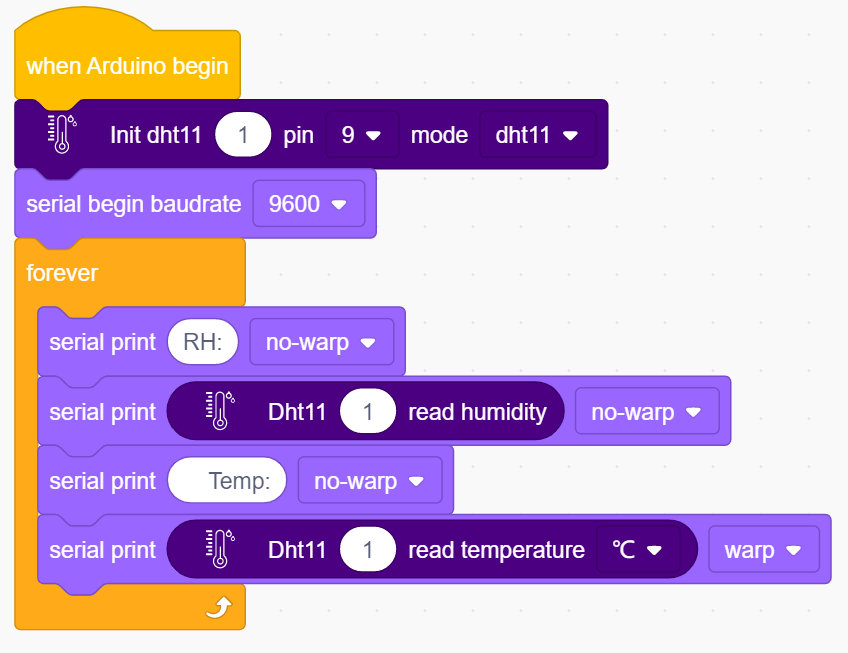 when Arduino begin
Init dht11 1 pin 9 mode dht11
serial begin baudrate 9600
forever
serial print RH: no-warp
serial print Dht11 1 read humidity no-warp
serial print Temp: no-warp
serial print Dht11 1 read temperature ℃ warp